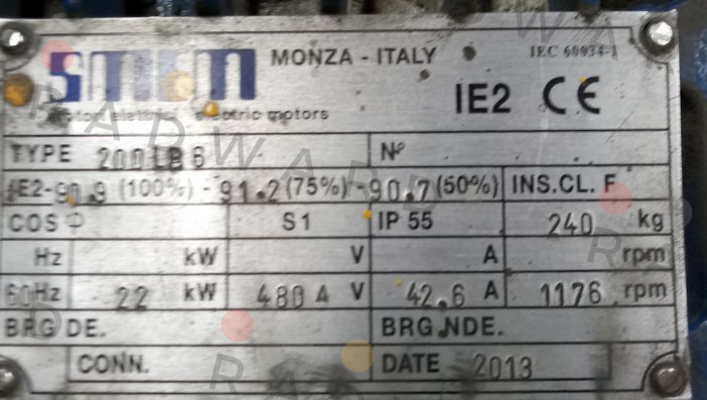 smem MONZA - ITALY IEC 60034-1
motori elettrici electric motors IE2 CE
TYPE 200LB6 Nº
IE2-90.9 (100%) - 91.2 (75%) - 90.7 (50%) INS.CL. F
COS Φ S1 IP 55 240 kg
Hz kW V A rpm
60Hz 22 kW 480 Δ V 42.6 A 1176 rpm
BRG DE. BRG NDE.
CONN. DATE 2013